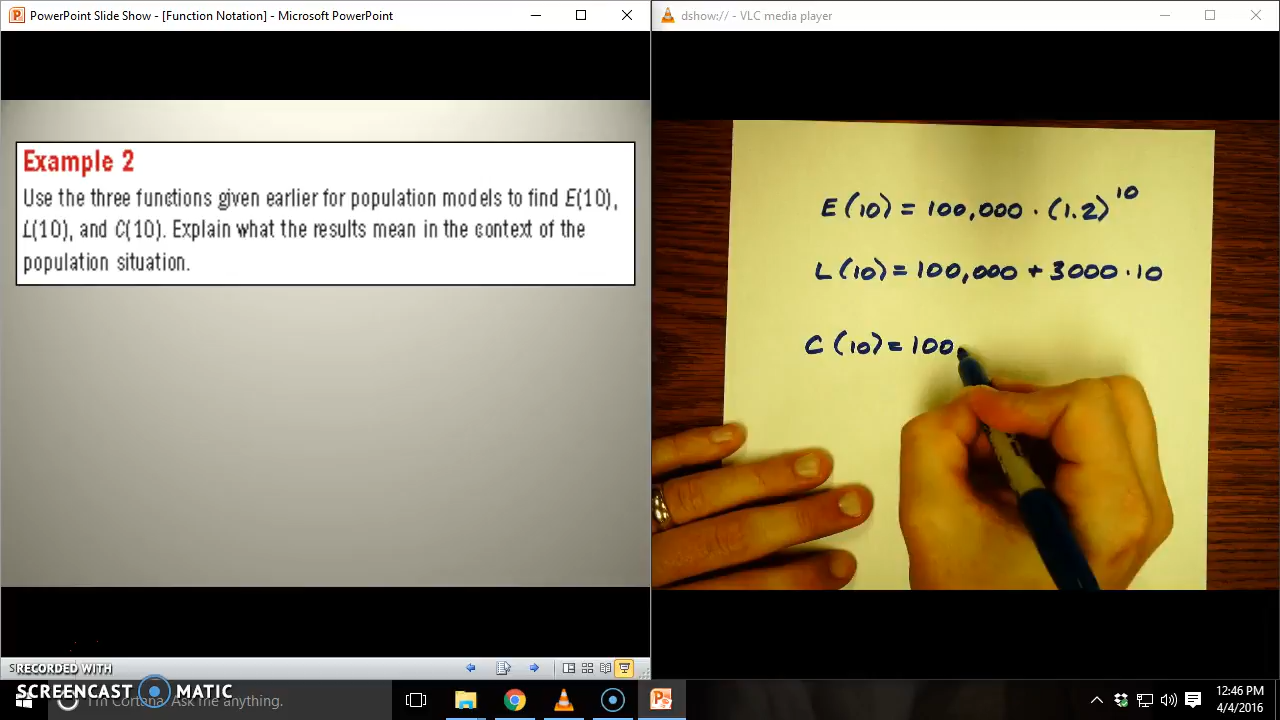 PowerPoint Slide Show - [Function Notation] - Microsoft PowerPoint
dshow:// - VLC media player
Example 2
Use the three functions given earlier for population models to find E(10),
L(10), and C(10). Explain what the results mean in the context of the
population situation.
E(10) = 100,000 · (1.2)^10
L(10) = 100,000 + 3000 · 10
C(10) = 100,
RECORDED WITH
SCREENCAST MATIC
I'm Cortana. Ask me anything.
12:46 PM
4/4/2016